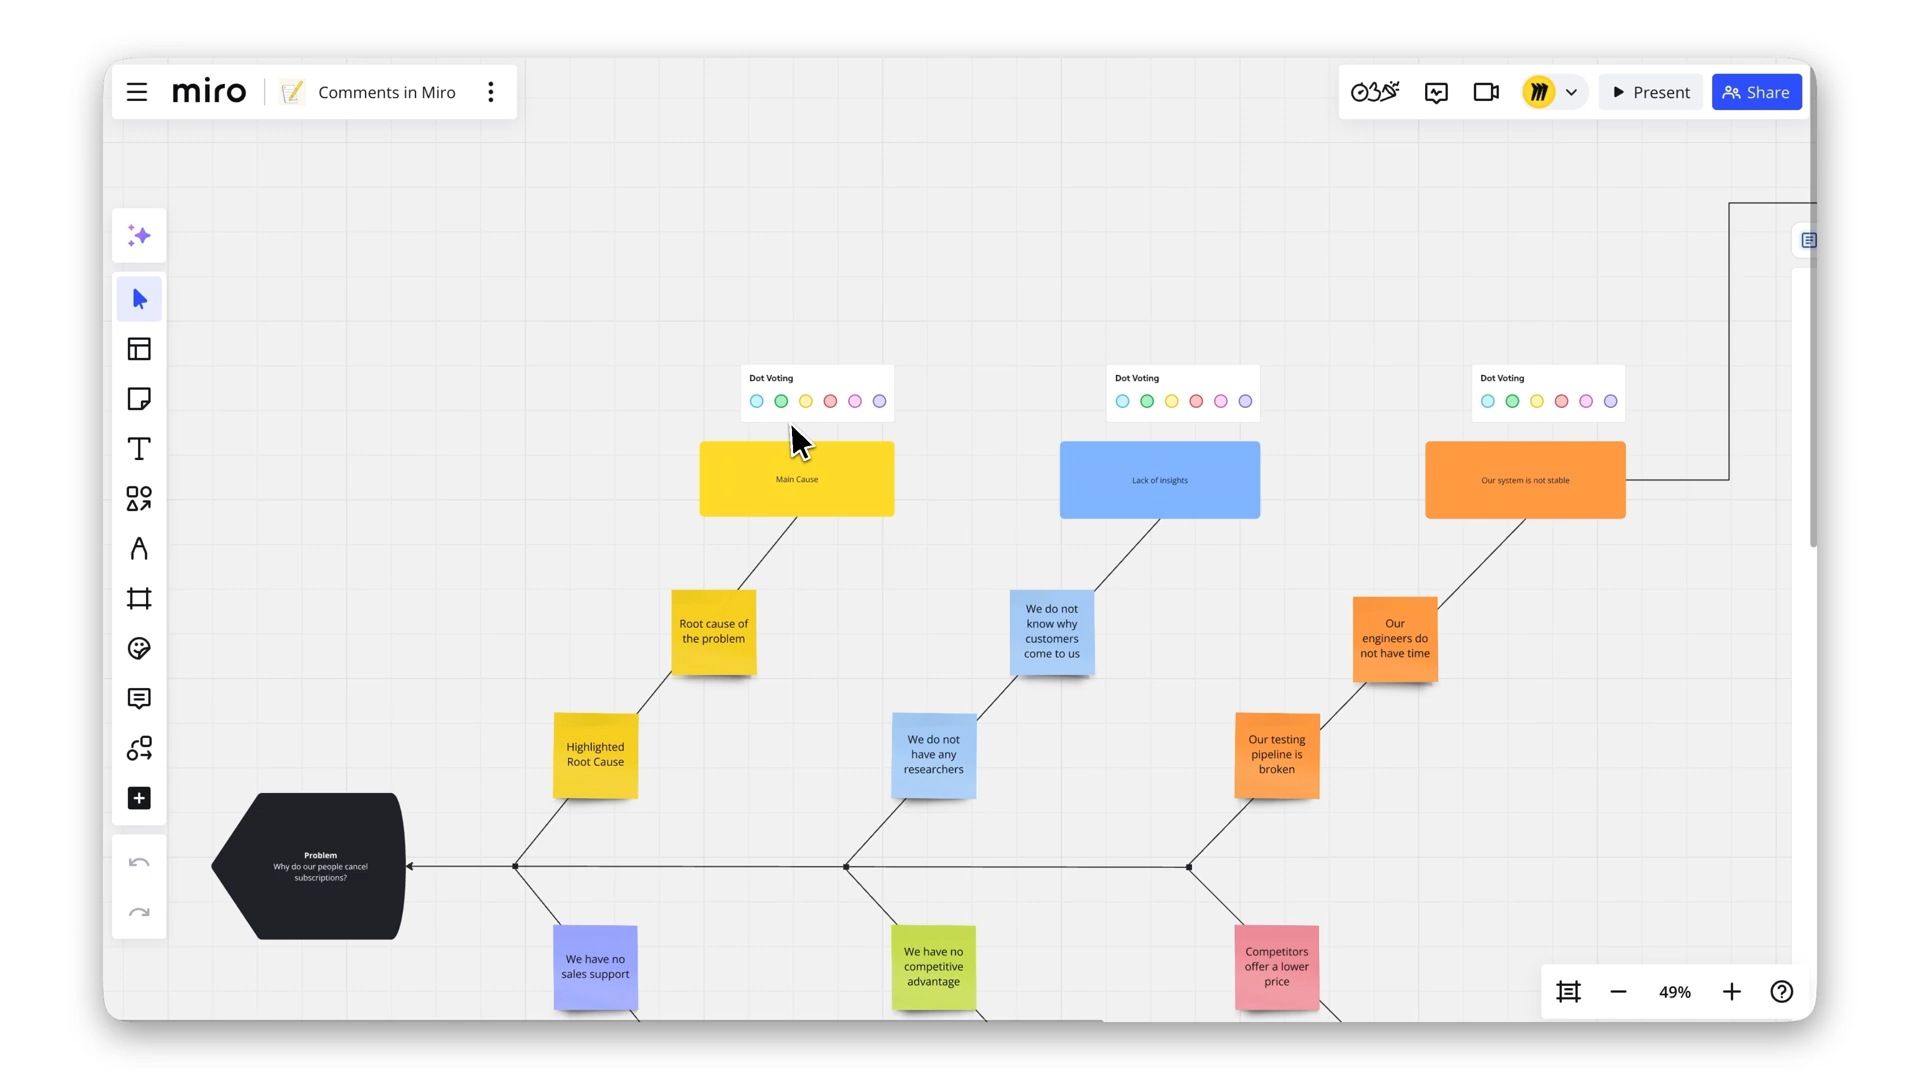 miro
Comments in Miro
Present
Share
Dot Voting
Dot Voting
Dot Voting
Main Cause
Lack of insights
Our system is not stable
Root cause of
the problem
We do not
know why
customers
come to us
Our
engineers do
not have time
Highlighted
Root Cause
We do not
have any
researchers
Our testing
pipeline is
broken
Problem
Why do our people cancel
subscriptions?
We have no
sales support
We have no
competitive
advantage
Competitors
offer a lower
price
49%